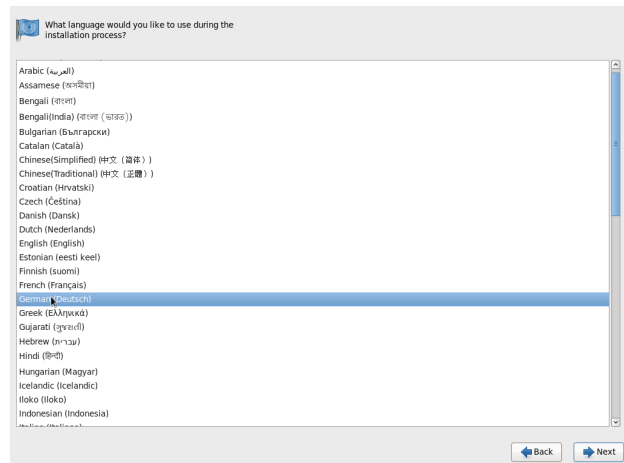 What language would you like to use during the
installation process?
Arabic (العربية)
Assamese (অসমীয়া)
Bengali (বাংলা)
Bengali(India) (বাংলা (ভারত))
Bulgarian (Български)
Catalan (Català)
Chinese(Simplified) (中文（简体）)
Chinese(Traditional) (中文（正體）)
Croatian (Hrvatski)
Czech (Čeština)
Danish (Dansk)
Dutch (Nederlands)
English (English)
Estonian (eesti keel)
Finnish (suomi)
French (Français)
German (Deutsch)
Greek (Ελληνικά)
Gujarati (ગુજરાતી)
Hebrew (עברית)
Hindi (हिन्दी)
Hungarian (Magyar)
Icelandic (Icelandic)
Iloko (Iloko)
Indonesian (Indonesia)
Italian (Italiano)
Back
Next